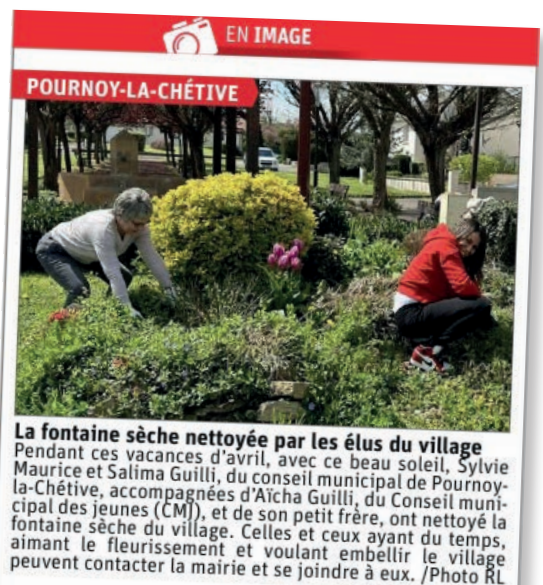 EN IMAGE
POURNOY-LA-CHÉTIVE
La fontaine sèche nettoyée par les élus du village
Pendant ces vacances d'avril, avec ce beau soleil, Sylvie
Maurice et Salima Guilli, du conseil municipal de Pournoy-
la-Chétive, accompagnées d'Aïcha Guilli, du Conseil muni-
cipal des jeunes (CMJ), et de son petit frère, ont nettoyé la
fontaine sèche du village. Celles et ceux ayant du temps,
aimant le fleurissement et voulant embellir le village
peuvent contacter la mairie et se joindre à eux. /Photo RL